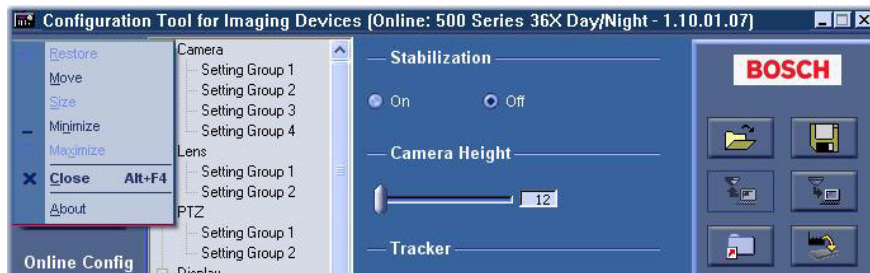 Configuration Tool for Imaging Devices (Online: 500 Series 36X Day/Night - 1.10.01.07)
Restore
Move
Size
Minimize
Maximize
Close Alt+F4
About
Online Config
Camera
Setting Group 1
Setting Group 2
Setting Group 3
Setting Group 4
Lens
Setting Group 1
Setting Group 2
PTZ
Setting Group 1
Setting Group 2
Display
Stabilization
On Off
Camera Height
12
Tracker
BOSCH